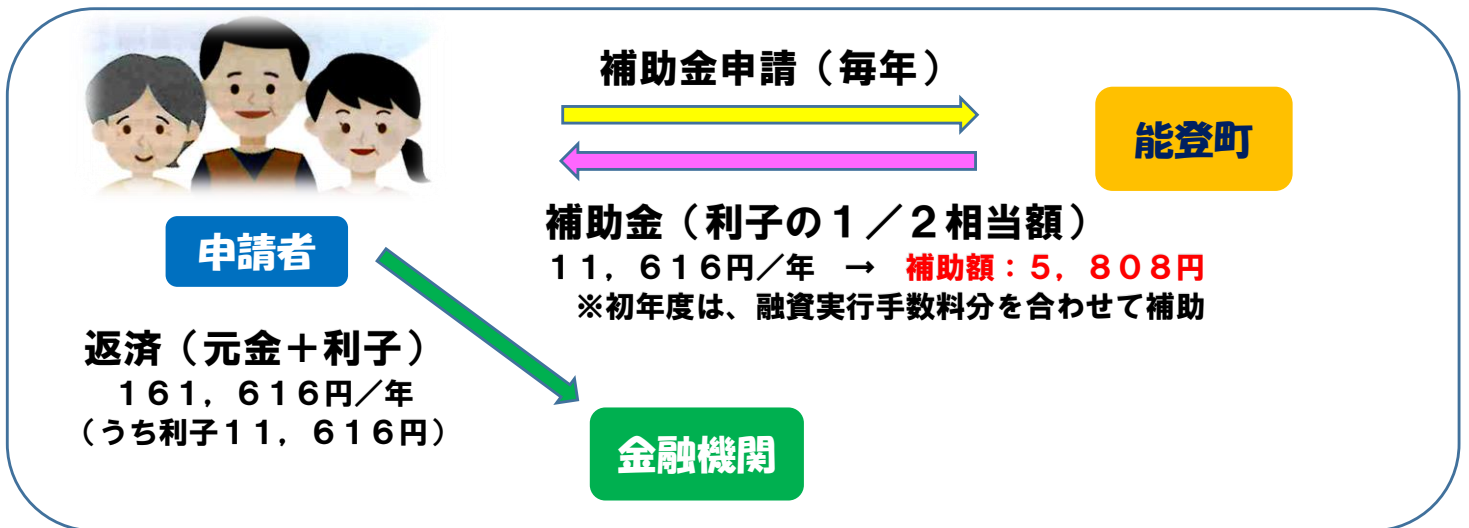 補助金申請（毎年）
能登町
申請者
補助金（利子の１／２相当額）
１１，６１６円／年　→　補助額：５，８０８円
※初年度は、融資実行手数料分を合わせて補助
返済（元金＋利子）
１６１，６１６円／年
（うち利子１１，６１６円）
金融機関